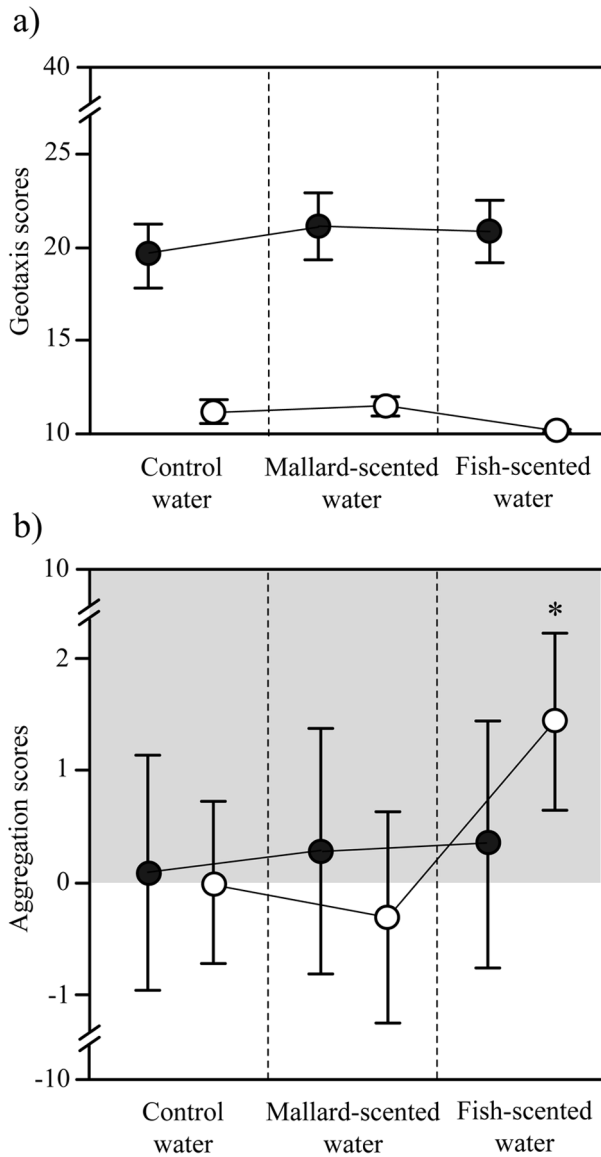 a)
40
25
20
15
10
Geotaxis scores
Control
water
Mallard-scented
water
Fish-scented
water
b)
10
2
1
0
-1
-10
Aggregation scores
*
Control
water
Mallard-scented
water
Fish-scented
water